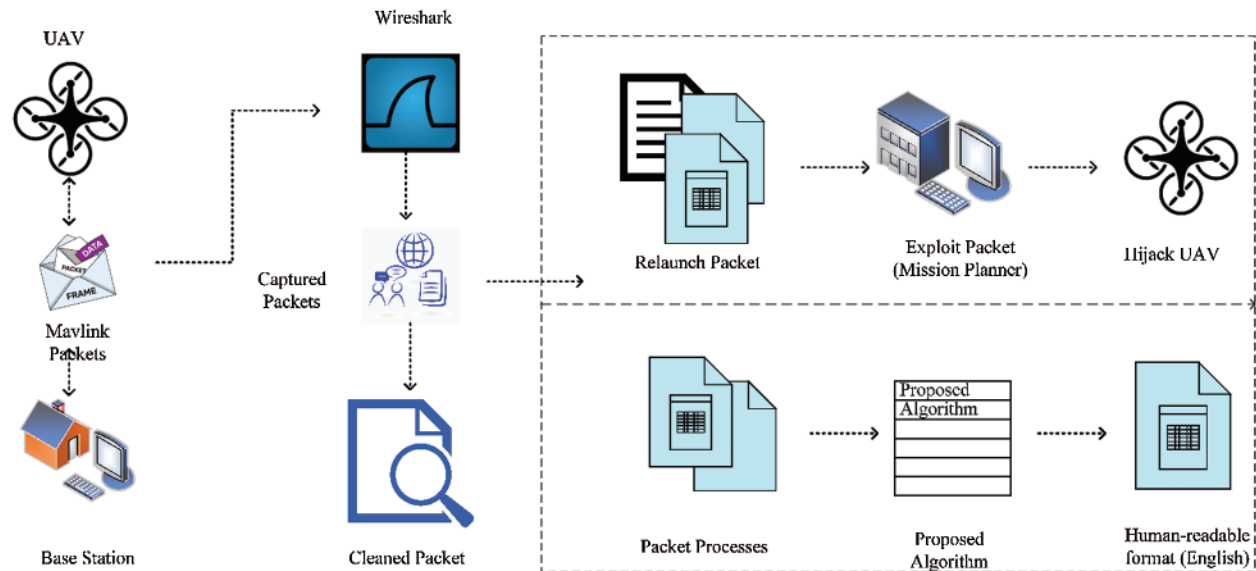 UAV
DATA
PACKET
FRAME
Mavlink
Packets
Base Station
Wireshark
Captured
Packets
Cleaned Packet
Relaunch Packet
Exploit Packet
(Mission Planner)
Hijack UAV
Packet Processes
Proposed
Algorithm
Proposed
Algorithm
Human-readable
format (English)